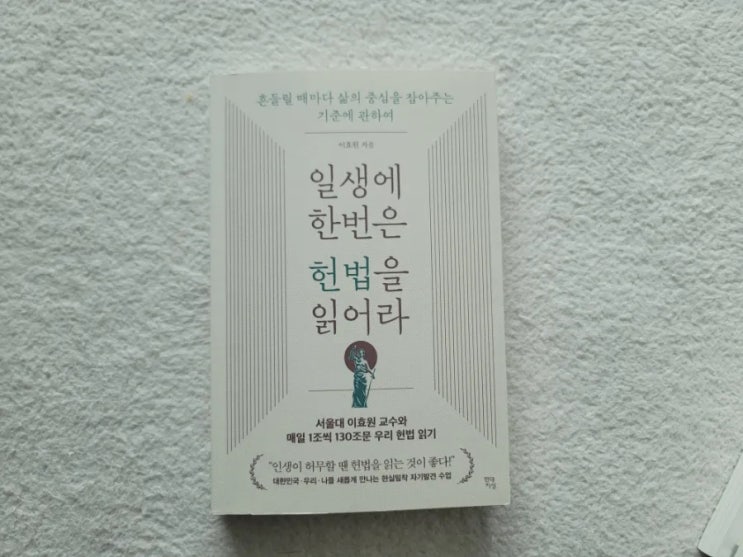 흔들릴 때마다 삶의 중심을 잡아주는
기준에 관하여
이효원 지음
일생에
한번은
헌법을
읽어라
서울대 이효원 교수와
매일 1조씩 130조문 우리 헌법 읽기
"인생이 허무할 땐 헌법을 읽는 것이 좋다!"
대한민국·우리·나를 새롭게 만나는 현실밀착 자기발견 수업
현대
지성